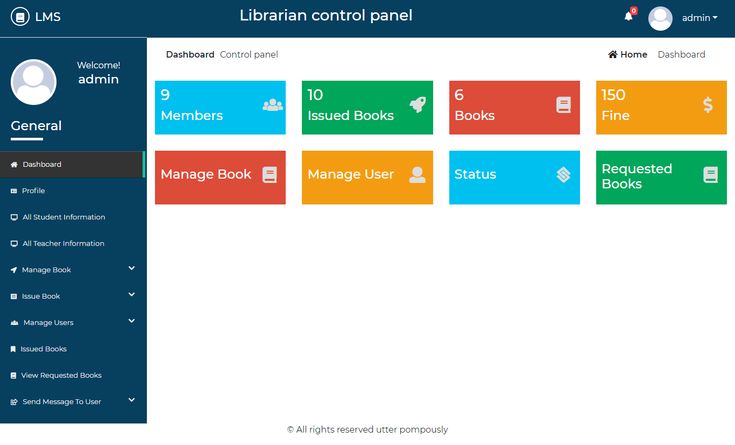 LMS
Librarian control panel
0
admin
Welcome!
admin
General
Dashboard
Profile
All Student Information
All Teacher Information
Manage Book
Issue Book
Manage Users
Issued Books
View Requested Books
Send Message To User
Dashboard Control panel
Home Dashboard
9
Members
10
Issued Books
6
Books
150
Fine
Manage Book
Manage User
Status
Requested
Books
© All rights reserved utter pompously